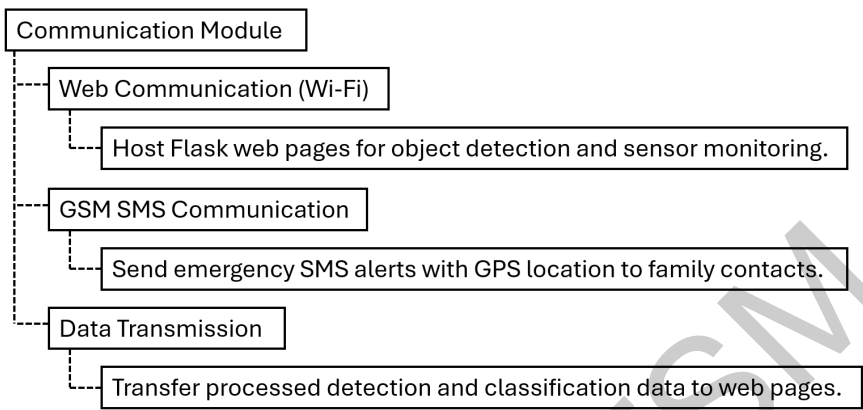 Communication Module
Web Communication (Wi-Fi)
Host Flask web pages for object detection and sensor monitoring.
GSM SMS Communication
Send emergency SMS alerts with GPS location to family contacts.
Data Transmission
Transfer processed detection and classification data to web pages.